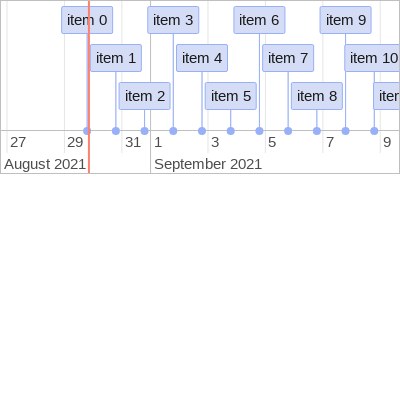 item 0 item 3 item 6 item 9
item 1 item 4 item 7 item 10
item 2 item 5 item 8
27 29 31 1 3 5 7 9
August 2021 September 2021